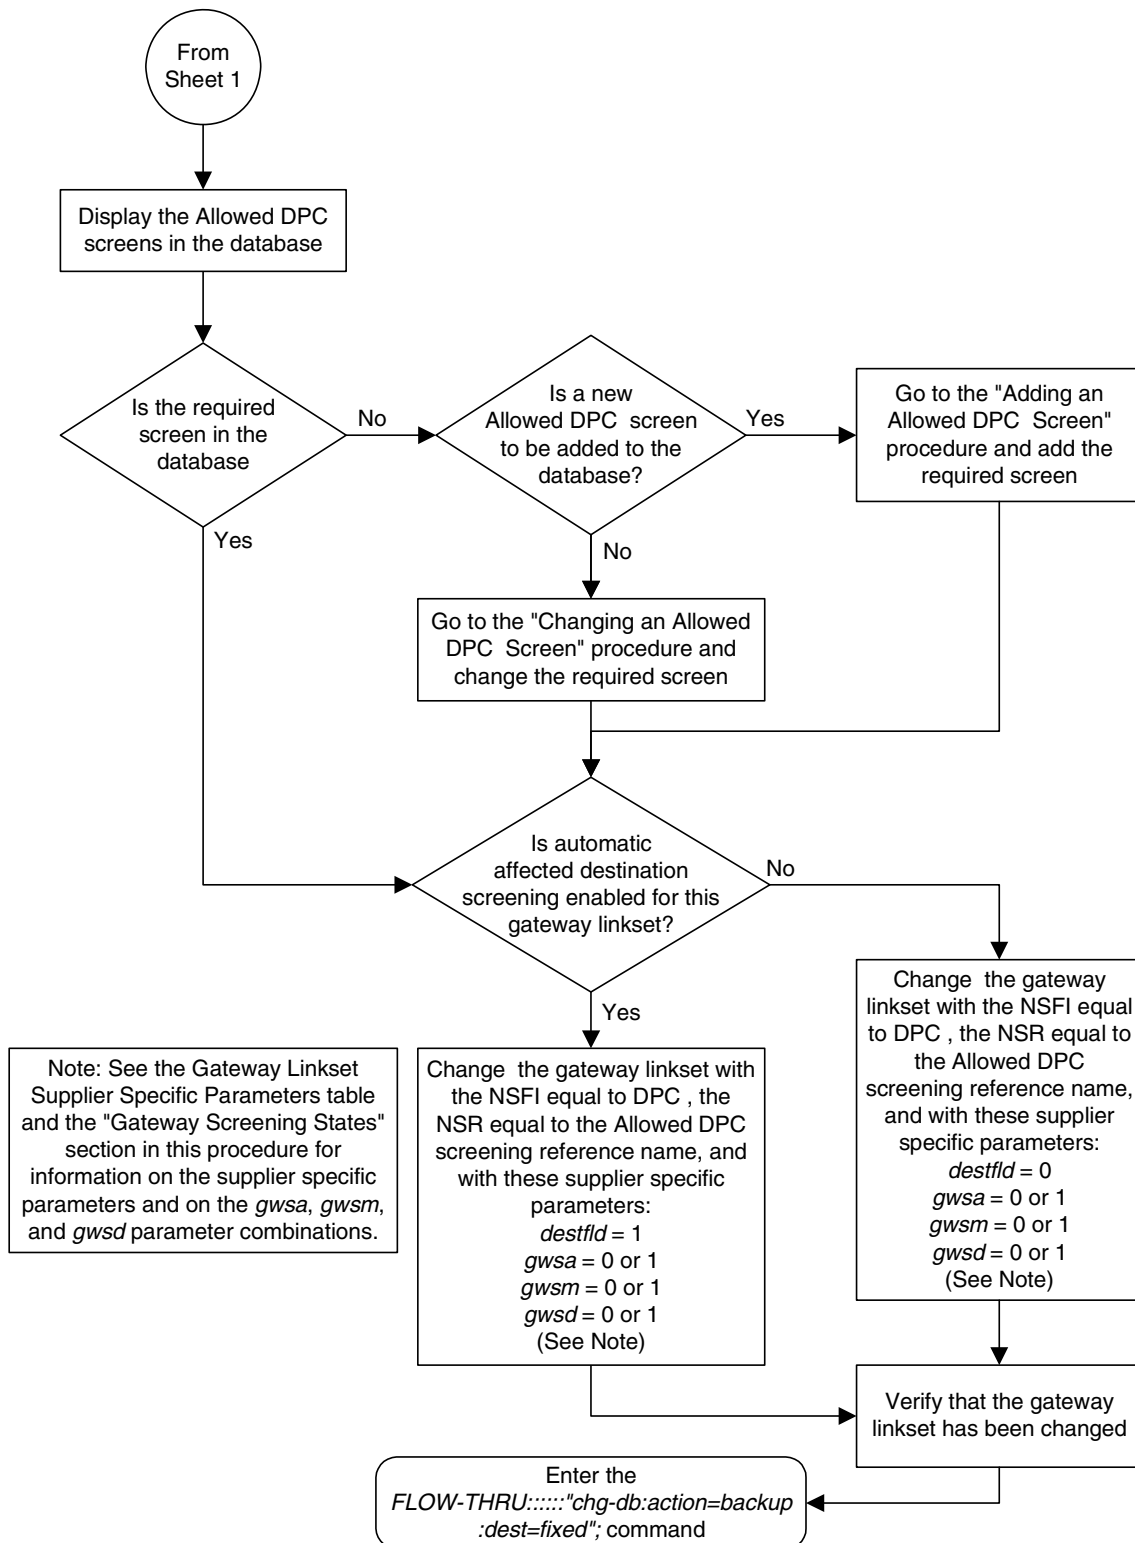 From
Sheet 1
Display the Allowed DPC
screens in the database
Is the required
screen in the
database
No
Yes
Is a new
Allowed DPC screen
to be added to the
database?
Yes
No
Go to the "Adding an
Allowed DPC Screen"
procedure and add the
required screen
Go to the "Changing an Allowed
DPC Screen" procedure and
change the required screen
Is automatic
affected destination
screening enabled for this
gateway linkset?
No
Yes
Note: See the Gateway Linkset
Supplier Specific Parameters table
and the "Gateway Screening States"
section in this procedure for
information on the supplier specific
parameters and on the gwsa, gwsm,
and gwsd parameter combinations.
Change the gateway linkset with
the NSFI equal to DPC , the
NSR equal to the Allowed DPC
screening reference name, and
with these supplier specific
parameters:
destfld = 1
gwsa = 0 or 1
gwsm = 0 or 1
gwsd = 0 or 1
(See Note)
Change the gateway
linkset with the NSFI equal
to DPC , the NSR equal to
the Allowed DPC
screening reference name,
and with these supplier
specific parameters:
destfld = 0
gwsa = 0 or 1
gwsm = 0 or 1
gwsd = 0 or 1
(See Note)
Verify that the gateway
linkset has been changed
Enter the
FLOW-THRU::::::"chg-db:action=backup
:dest=fixed"; command